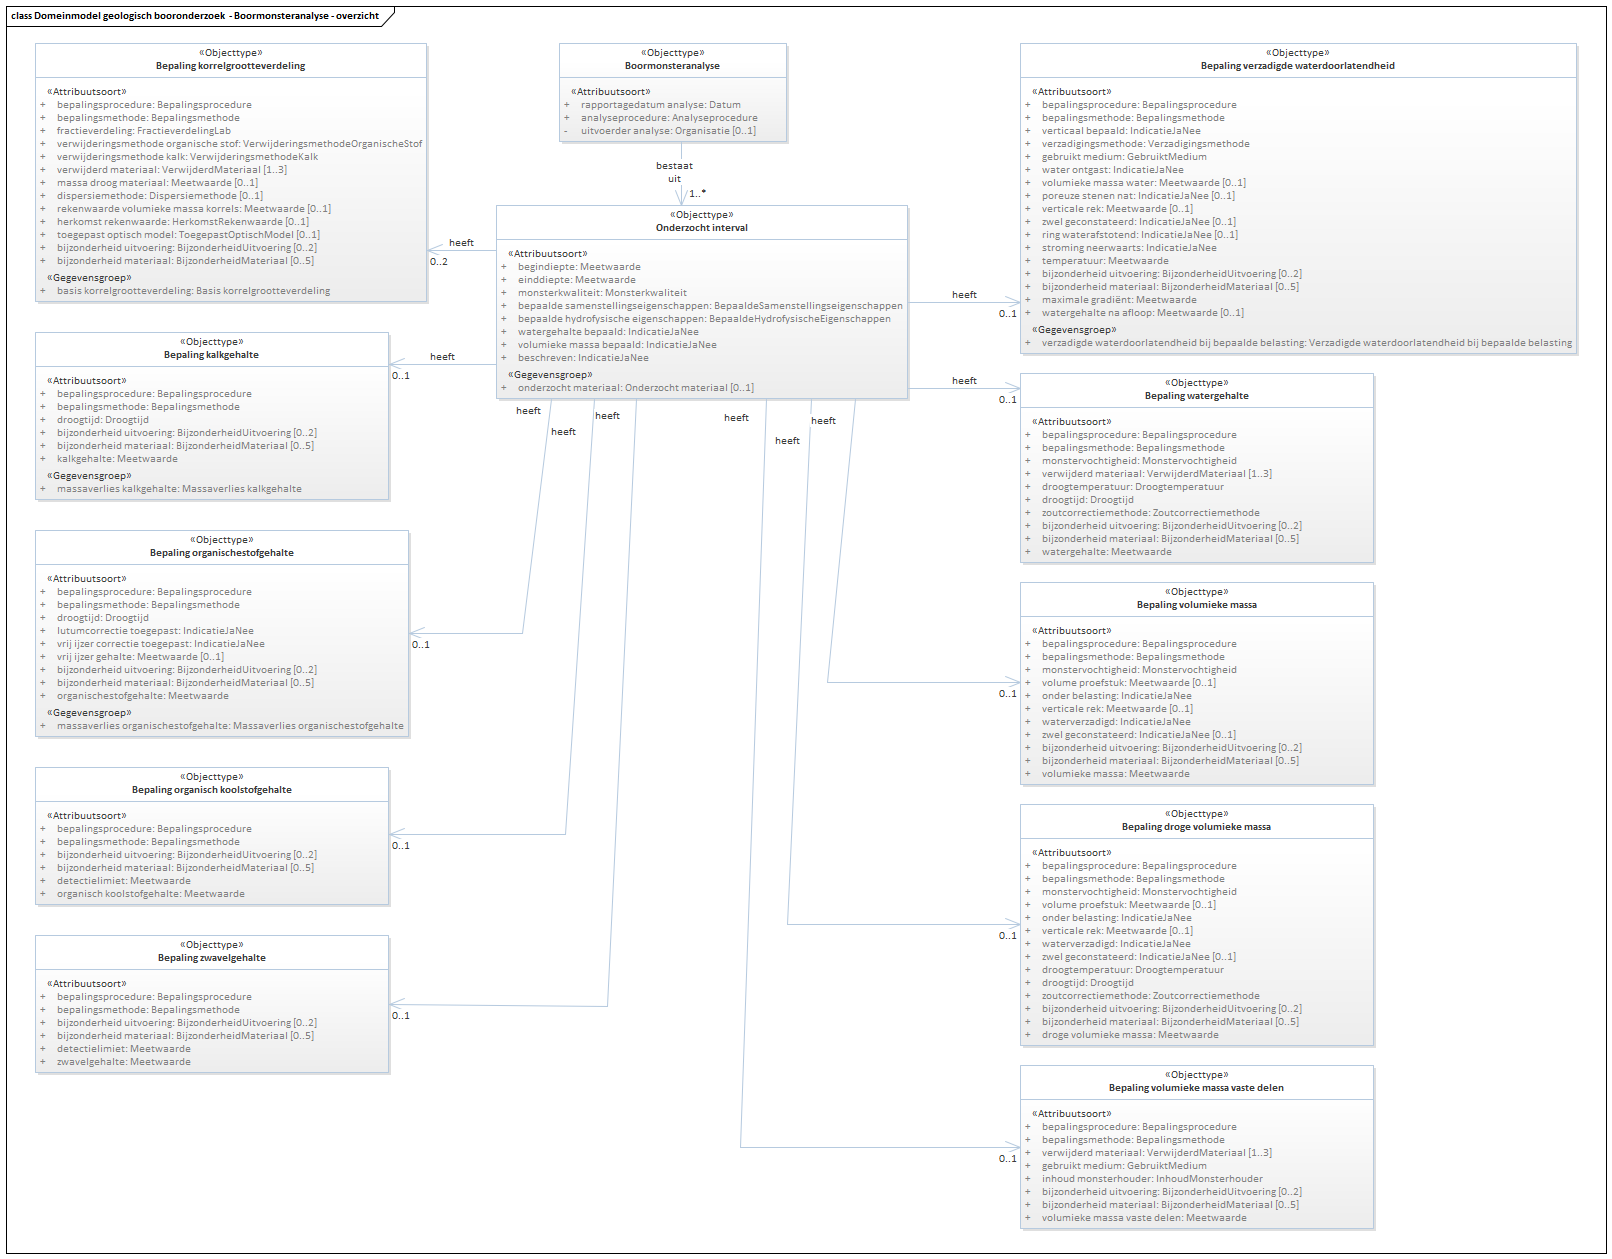 class Domeinmodel geologisch booronderzoek - Boormonsteranalyse - overzicht
«Objecttype»
Bepaling korrelgrootteverdeling
«Attribuutsoort»
+ bepalingsprocedure: Bepalingsprocedure
+ bepalingsmethode: Bepalingsmethode
+ fractieverdeling: FractieverdelingLab
+ verwijderingsmethode organische stof: VerwijderingsmethodeOrganischeStof
+ verwijderingsmethode kalk: VerwijderingsmethodeKalk
+ verwijderd materiaal: VerwijderdMateriaal [1..3]
+ massa droog materiaal: Meetwaarde [0..1]
+ dispersiemethode: Dispersiemethode [0..1]
+ rekenwaarde volumieke massa korrels: Meetwaarde [0..1]
+ herkomst rekenwaarde: HerkomstRekenwaarde [0..1]
+ toegepast optisch model: ToegepastOptischModel [0..1]
+ bijzonderheid uitvoering: BijzonderheidUitvoering [0..2]
+ bijzonderheid materiaal: BijzonderheidMateriaal [0..5]
«Gegevensgroep»
+ basis korrelgrootteverdeling: Basis korrelgrootteverdeling
«Objecttype»
Boormonsteranalyse
«Attribuutsoort»
+ rapportagedatum analyse: Datum
+ analyseprocedure: Analyseprocedure
- uitvoerder analyse: Organisatie [0..1]
bestaat
uit
1..*
«Objecttype»
Onderzocht interval
«Attribuutsoort»
+ begindiepte: Meetwaarde
+ einddiepte: Meetwaarde
+ monsterkwaliteit: Monsterkwaliteit
+ bepaalde samenstellingseigenschappen: BepaaldeSamenstellingseigenschappen
+ bepaalde hydrofysische eigenschappen: BepaaldeHydrofysischeEigenschappen
+ watergehalte bepaald: IndicatieJaNee
+ volumieke massa bepaald: IndicatieJaNee
+ beschreven: IndicatieJaNee
«Gegevensgroep»
+ onderzocht materiaal: Onderzocht materiaal [0..1]
heeft
0..2
heeft
0..1
heeft
0..1
heeft
0..1
heeft
heeft
heeft
heeft
heeft
heeft
«Objecttype»
Bepaling verzadigde waterdoorlatendheid
«Attribuutsoort»
+ bepalingsprocedure: Bepalingsprocedure
+ bepalingsmethode: Bepalingsmethode
+ verticaal bepaald: IndicatieJaNee
+ verzadigingsmethode: Verzadigingsmethode
+ gebruikt medium: GebruiktMedium
+ water ontgast: IndicatieJaNee
+ volumieke massa water: Meetwaarde [0..1]
+ poreuze stenen nat: IndicatieJaNee [0..1]
+ verticale rek: Meetwaarde [0..1]
+ zwel geconstateerd: IndicatieJaNee [0..1]
+ ring waterafstotend: IndicatieJaNee [0..1]
+ stroming neerwaarts: IndicatieJaNee
+ temperatuur: Meetwaarde
+ bijzonderheid uitvoering: BijzonderheidUitvoering [0..2]
+ bijzonderheid materiaal: BijzonderheidMateriaal [0..5]
+ maximale gradiënt: Meetwaarde
+ watergehalte na afloop: Meetwaarde [0..1]
«Gegevensgroep»
+ verzadigde waterdoorlatendheid bij bepaalde belasting: Verzadigde waterdoorlatendheid bij bepaalde belasting
«Objecttype»
Bepaling kalkgehalte
«Attribuutsoort»
+ bepalingsprocedure: Bepalingsprocedure
+ bepalingsmethode: Bepalingsmethode
+ droogtijd: Droogtijd
+ bijzonderheid uitvoering: BijzonderheidUitvoering [0..2]
+ bijzonderheid materiaal: BijzonderheidMateriaal [0..5]
+ kalkgehalte: Meetwaarde
«Gegevensgroep»
+ massaverlies kalkgehalte: Massaverlies kalkgehalte
«Objecttype»
Bepaling watergehalte
«Attribuutsoort»
+ bepalingsprocedure: Bepalingsprocedure
+ bepalingsmethode: Bepalingsmethode
+ monstervochtigheid: Monstervochtigheid
+ verwijderd materiaal: VerwijderdMateriaal [1..3]
+ droogtemperatuur: Droogtemperatuur
+ droogtijd: Droogtijd
+ zoutcorrectiemethode: Zoutcorrectiemethode
+ bijzonderheid uitvoering: BijzonderheidUitvoering [0..2]
+ bijzonderheid materiaal: BijzonderheidMateriaal [0..5]
+ watergehalte: Meetwaarde
«Objecttype»
Bepaling organischestofgehalte
«Attribuutsoort»
+ bepalingsprocedure: Bepalingsprocedure
+ bepalingsmethode: Bepalingsmethode
+ droogtijd: Droogtijd
+ lutumcorrectie toegepast: IndicatieJaNee
+ vrij ijzer correctie toegepast: IndicatieJaNee
+ vrij ijzer gehalte: Meetwaarde [0..1]
+ bijzonderheid uitvoering: BijzonderheidUitvoering [0..2]
+ bijzonderheid materiaal: BijzonderheidMateriaal [0..5]
+ organischestofgehalte: Meetwaarde
«Gegevensgroep»
+ massaverlies organischestofgehalte: Massaverlies organischestofgehalte
0..1
«Objecttype»
Bepaling volumieke massa
«Attribuutsoort»
+ bepalingsprocedure: Bepalingsprocedure
+ bepalingsmethode: Bepalingsmethode
+ monstervochtigheid: Monstervochtigheid
+ volume proefstuk: Meetwaarde [0..1]
+ onder belasting: IndicatieJaNee
+ verticale rek: Meetwaarde [0..1]
+ waterverzadigd: IndicatieJaNee
+ zwel geconstateerd: IndicatieJaNee [0..1]
+ bijzonderheid uitvoering: BijzonderheidUitvoering [0..2]
+ bijzonderheid materiaal: BijzonderheidMateriaal [0..5]
+ volumieke massa: Meetwaarde
0..1
«Objecttype»
Bepaling organisch koolstofgehalte
«Attribuutsoort»
+ bepalingsprocedure: Bepalingsprocedure
+ bepalingsmethode: Bepalingsmethode
+ bijzonderheid uitvoering: BijzonderheidUitvoering [0..2]
+ bijzonderheid materiaal: BijzonderheidMateriaal [0..5]
+ detectielimiet: Meetwaarde
+ organisch koolstofgehalte: Meetwaarde
0..1
«Objecttype»
Bepaling droge volumieke massa
«Attribuutsoort»
+ bepalingsprocedure: Bepalingsprocedure
+ bepalingsmethode: Bepalingsmethode
+ monstervochtigheid: Monstervochtigheid
+ volume proefstuk: Meetwaarde [0..1]
+ onder belasting: IndicatieJaNee
+ verticale rek: Meetwaarde [0..1]
+ waterverzadigd: IndicatieJaNee
+ zwel geconstateerd: IndicatieJaNee [0..1]
+ droogtemperatuur: Droogtemperatuur
+ droogtijd: Droogtijd
+ zoutcorrectiemethode: Zoutcorrectiemethode
+ bijzonderheid uitvoering: BijzonderheidUitvoering [0..2]
+ bijzonderheid materiaal: BijzonderheidMateriaal [0..5]
+ droge volumieke massa: Meetwaarde
0..1
«Objecttype»
Bepaling zwavelgehalte
«Attribuutsoort»
+ bepalingsprocedure: Bepalingsprocedure
+ bepalingsmethode: Bepalingsmethode
+ bijzonderheid uitvoering: BijzonderheidUitvoering [0..2]
+ bijzonderheid materiaal: BijzonderheidMateriaal [0..5]
+ detectielimiet: Meetwaarde
+ zwavelgehalte: Meetwaarde
0..1
«Objecttype»
Bepaling volumieke massa vaste delen
«Attribuutsoort»
+ bepalingsprocedure: Bepalingsprocedure
+ bepalingsmethode: Bepalingsmethode
+ verwijderd materiaal: VerwijderdMateriaal [1..3]
+ gebruikt medium: GebruiktMedium
+ inhoud monsterhouder: InhoudMonsterhouder
+ bijzonderheid uitvoering: BijzonderheidUitvoering [0..2]
+ bijzonderheid materiaal: BijzonderheidMateriaal [0..5]
+ volumieke massa vaste delen: Meetwaarde
0..1